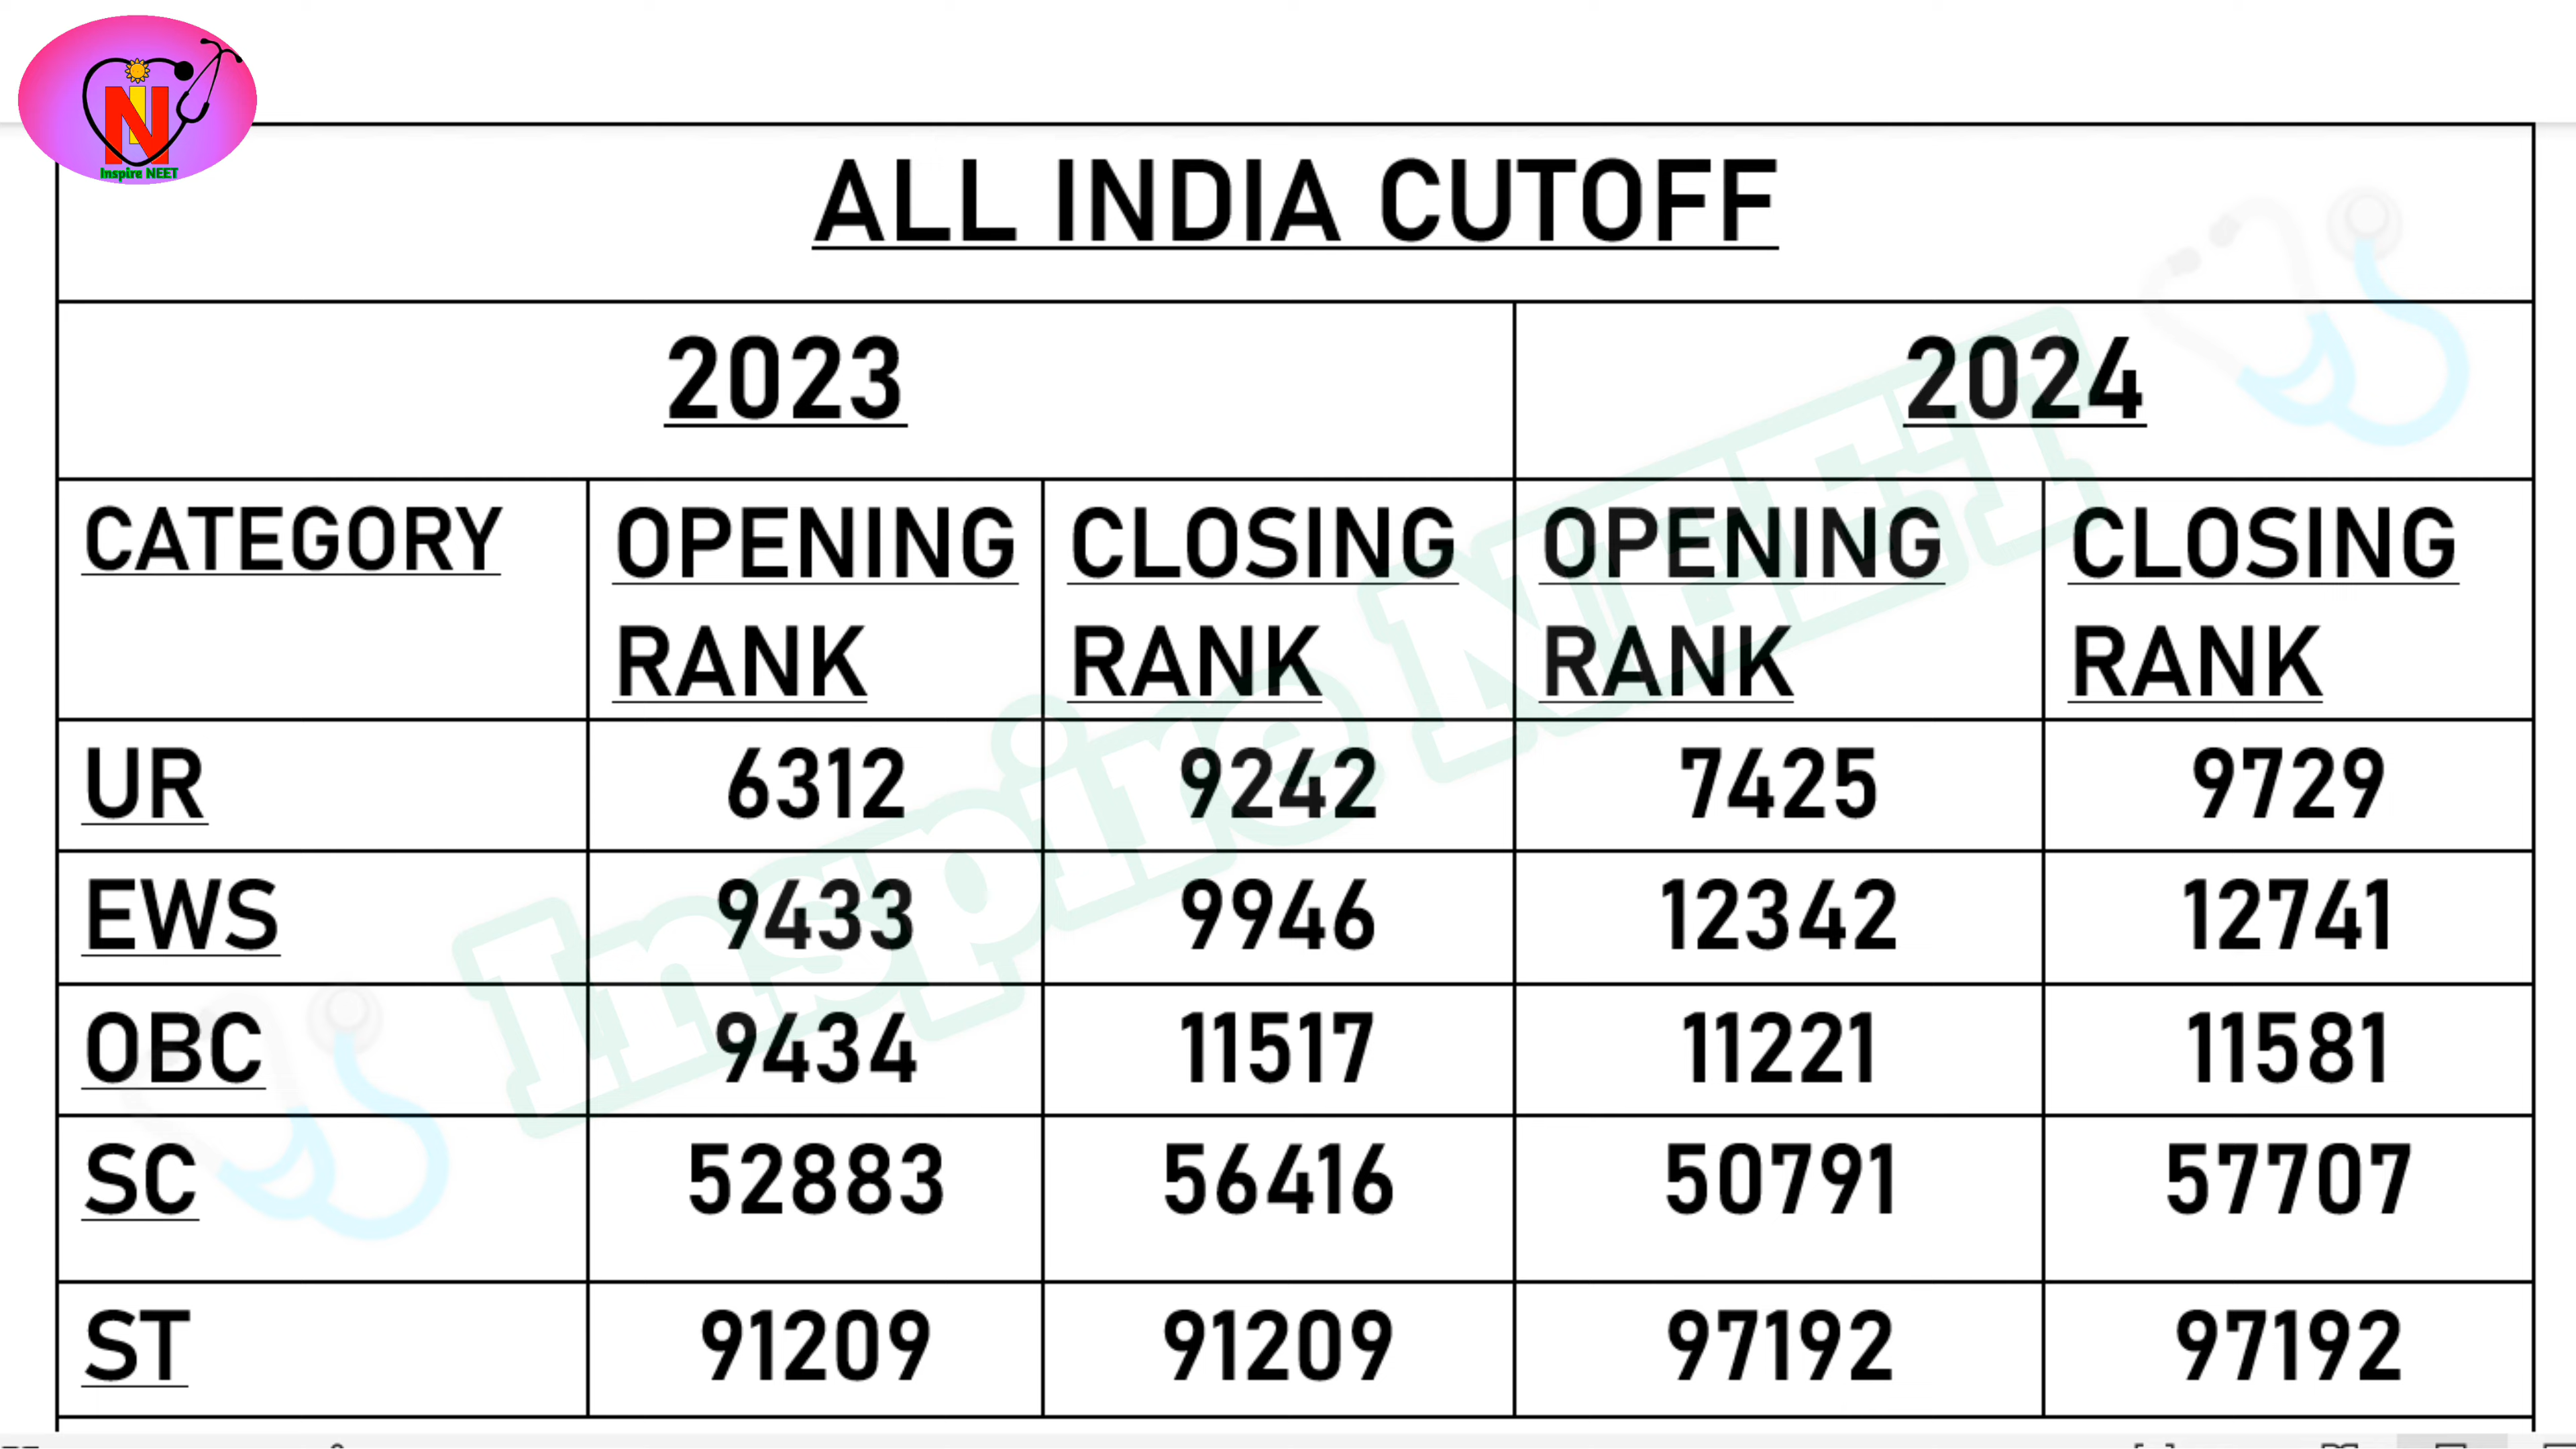 Inspire NEET
ALL INDIA CUTOFF
2023 2024
CATEGORY OPENING RANK CLOSING RANK OPENING RANK CLOSING RANK
UR 6312 9242 7425 9729
EWS 9433 9946 12342 12741
OBC 9434 11517 11221 11581
SC 52883 56416 50791 57707
ST 91209 91209 97192 97192
Inspire NEET